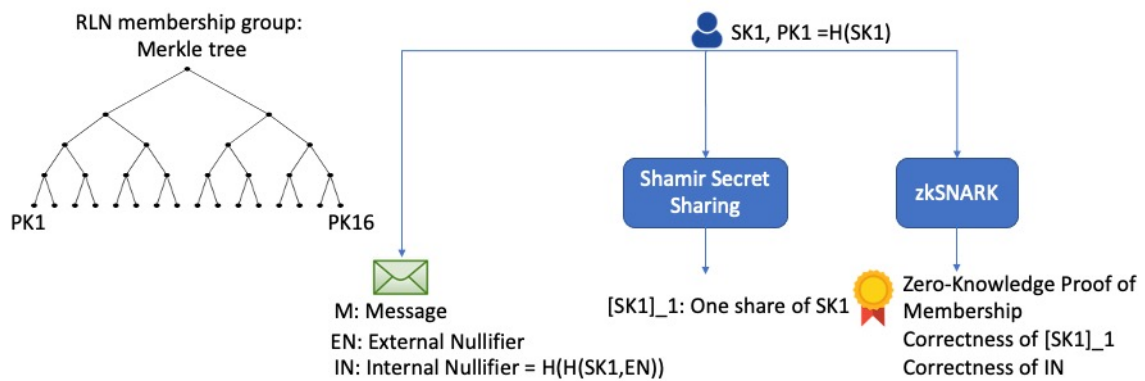 RLN membership group:
Merkle tree
PK1
PK16
SK1, PK1 =H(SK1)
Shamir Secret
Sharing
zkSNARK
M: Message
EN: External Nullifier
IN: Internal Nullifier = H(H(SK1,EN))
[SK1]_1: One share of SK1
Zero-Knowledge Proof of
Membership
Correctness of [SK1]_1
Correctness of IN